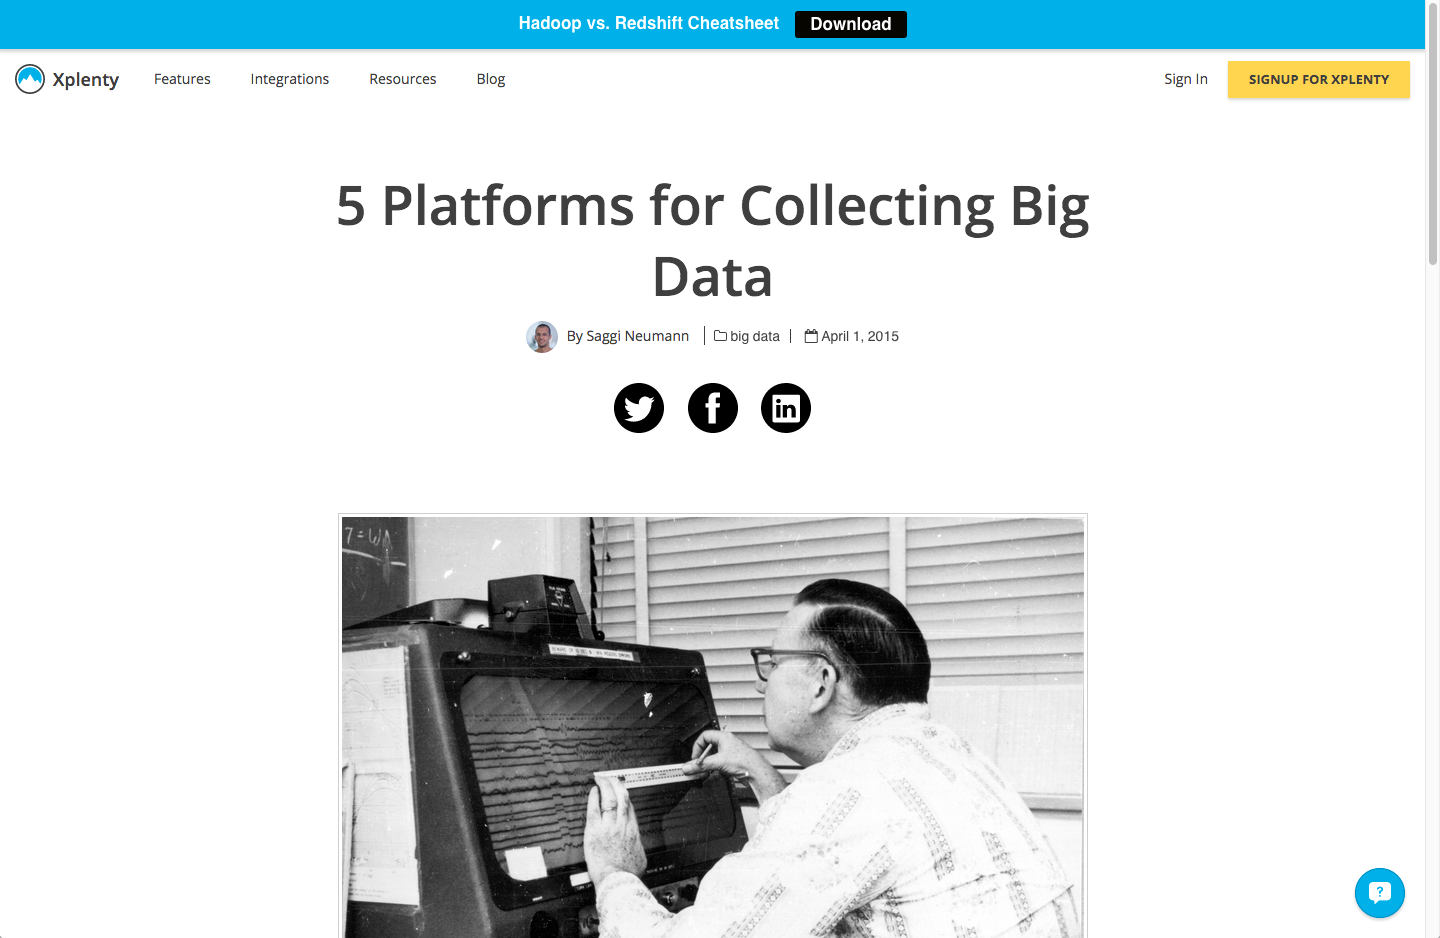 Hadoop vs. Redshift Cheatsheet Download
Xplenty Features Integrations Resources Blog Sign In SIGNUP FOR XPLENTY
5 Platforms for Collecting Big
Data
By Saggi Neumann big data April 1, 2015